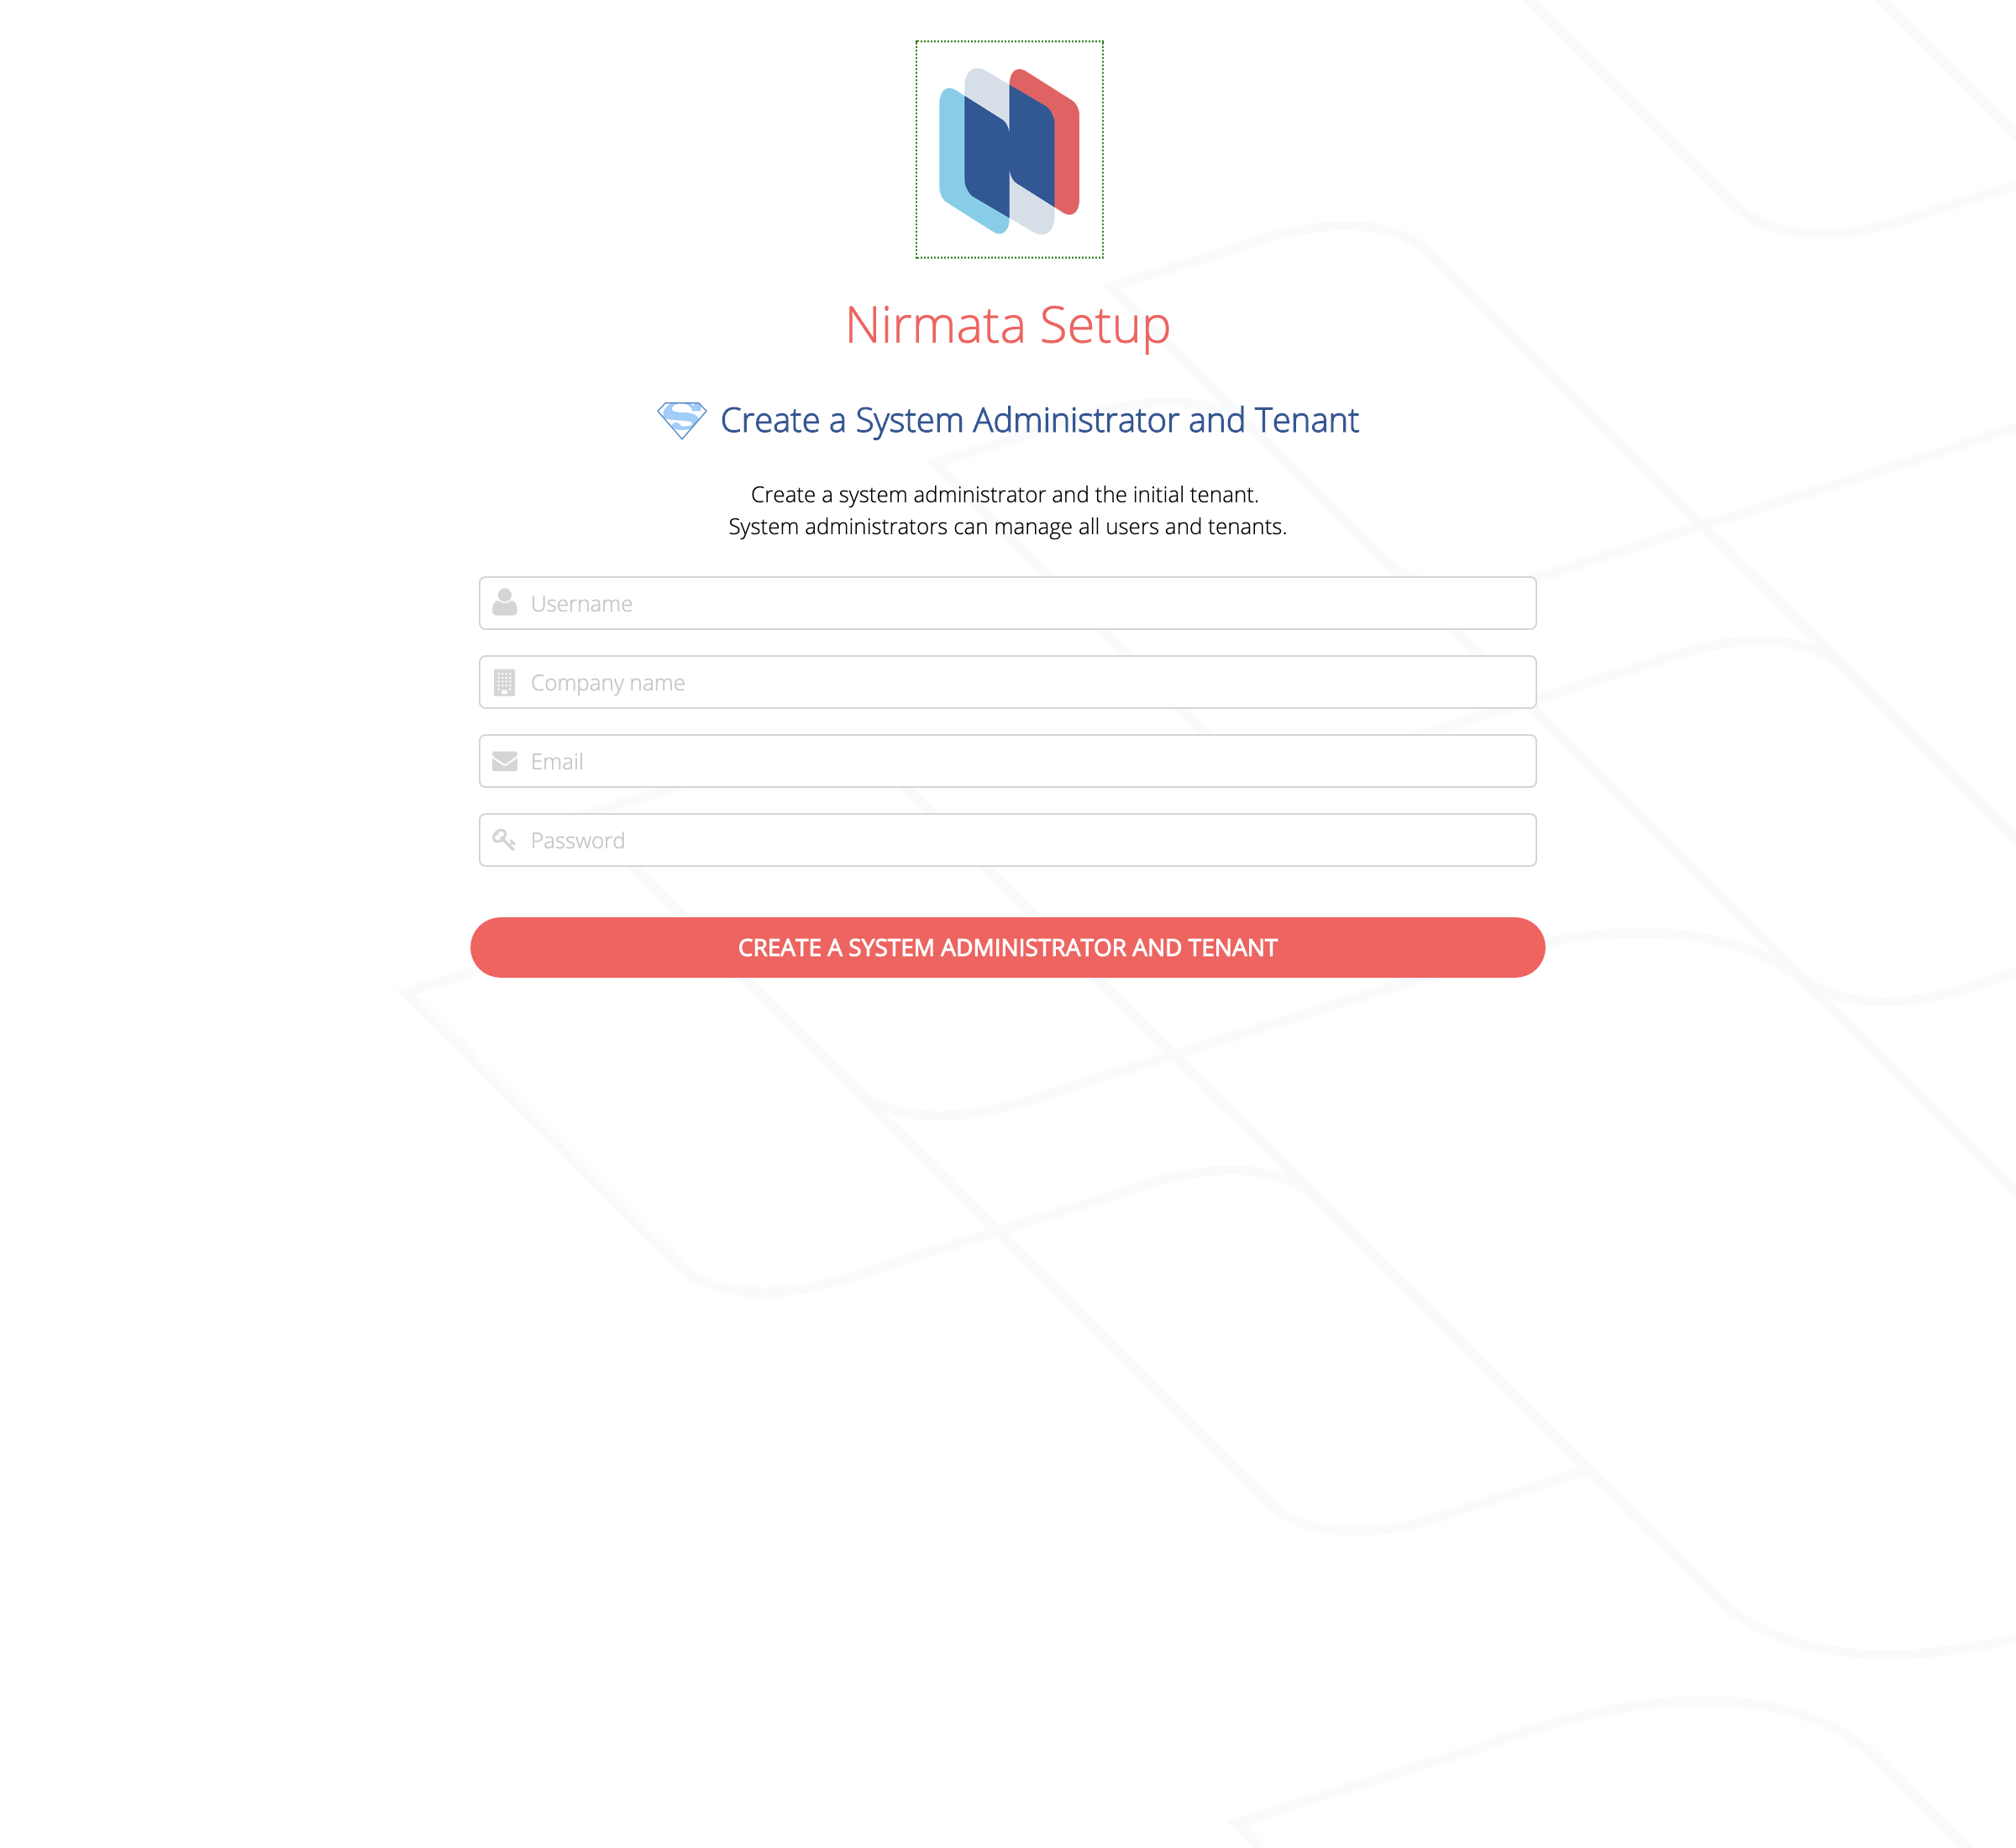 Nirmata Setup
Create a System Administrator and Tenant
Create a system administrator and the initial tenant.
System administrators can manage all users and tenants.
Username
Company name
Email
Password
CREATE A SYSTEM ADMINISTRATOR AND TENANT